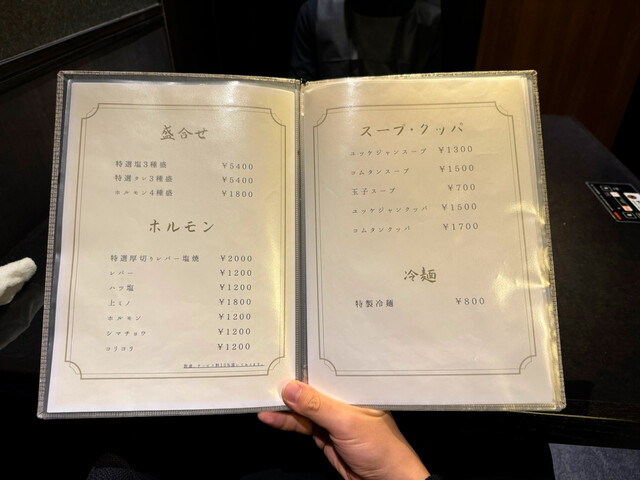 盛合せ
特選塩3種盛 ¥5400
特選タレ3種盛 ¥5400
ホルモン4種盛 ¥1800
ホルモン
特選厚切りレバー塩焼 ¥2000
レバー ¥1200
ハツ塩 ¥1200
上ミノ ¥1800
ホルモン ¥1200
シマチョウ ¥1200
コリコリ ¥1200
スープ・クッパ
ユッケジャンスープ ¥1300
コムタンスープ ¥1500
玉子スープ ¥700
ユッケジャンクッパ ¥1500
コムタンクッパ ¥1700
冷麺
特製冷麺 ¥800